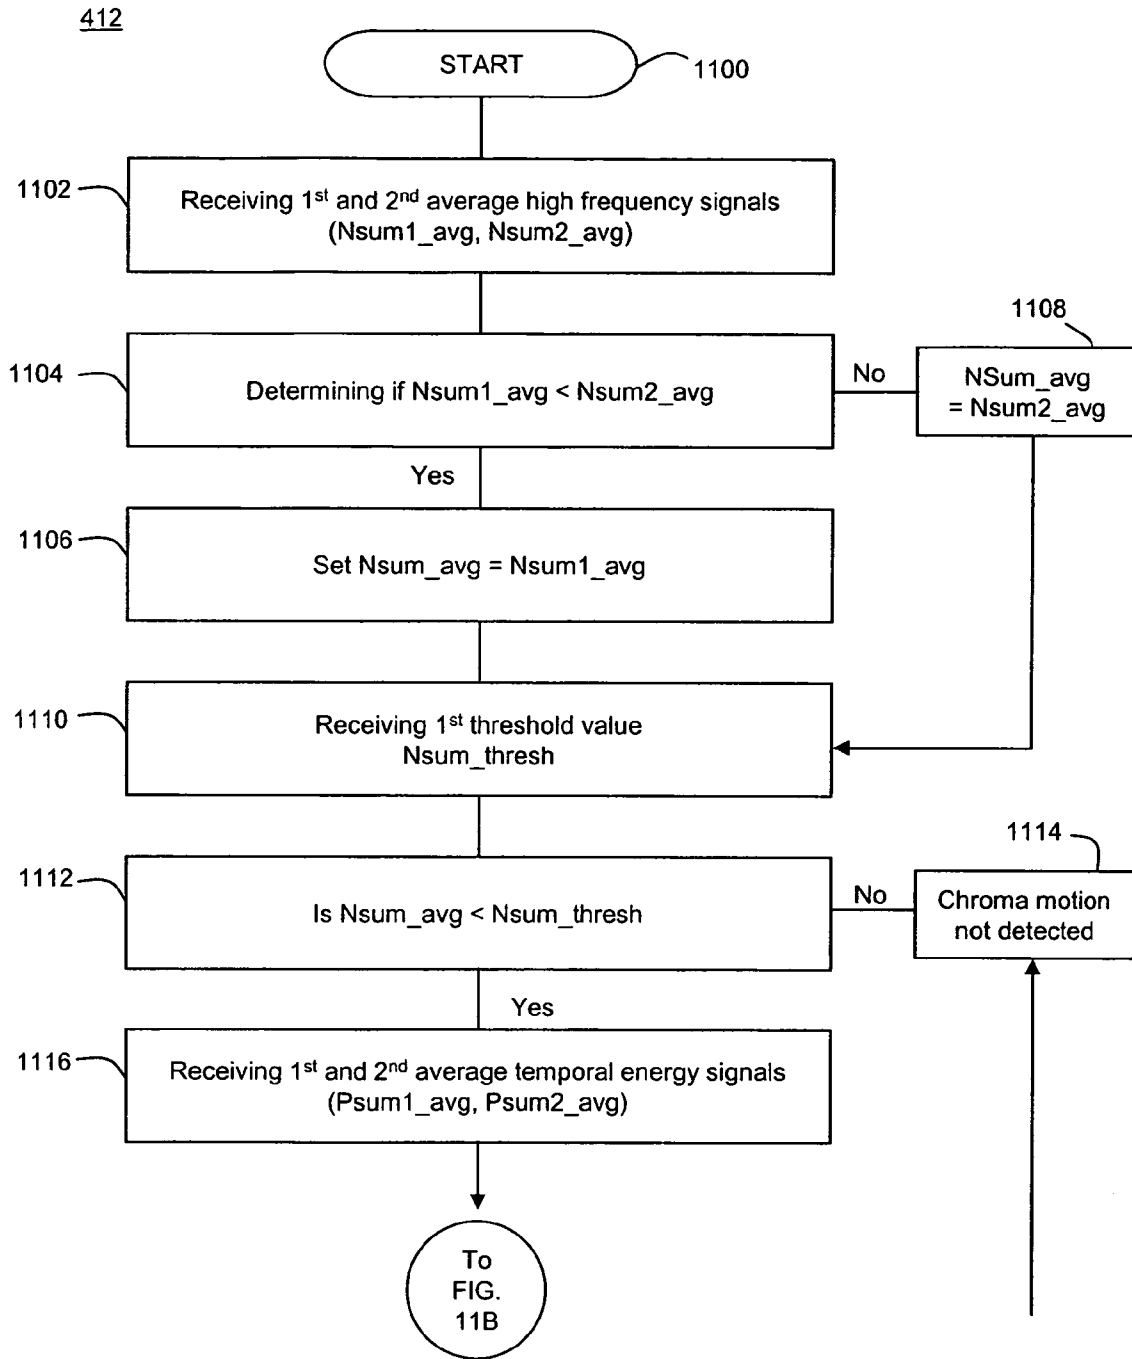 412
START
1100
1102
Receiving 1st and 2nd average high frequency signals
(Nsum1_avg, Nsum2_avg)
1108
1104
Determining if Nsum1_avg < Nsum2_avg
No
NSum_avg
= Nsum2_avg
Yes
1106
Set Nsum_avg = Nsum1_avg
1110
Receiving 1st threshold value
Nsum_thresh
1114
1112
Is Nsum_avg < Nsum_thresh
No
Chroma motion
not detected
Yes
1116
Receiving 1st and 2nd average temporal energy signals
(Psum1_avg, Psum2_avg)
To
FIG.
11B